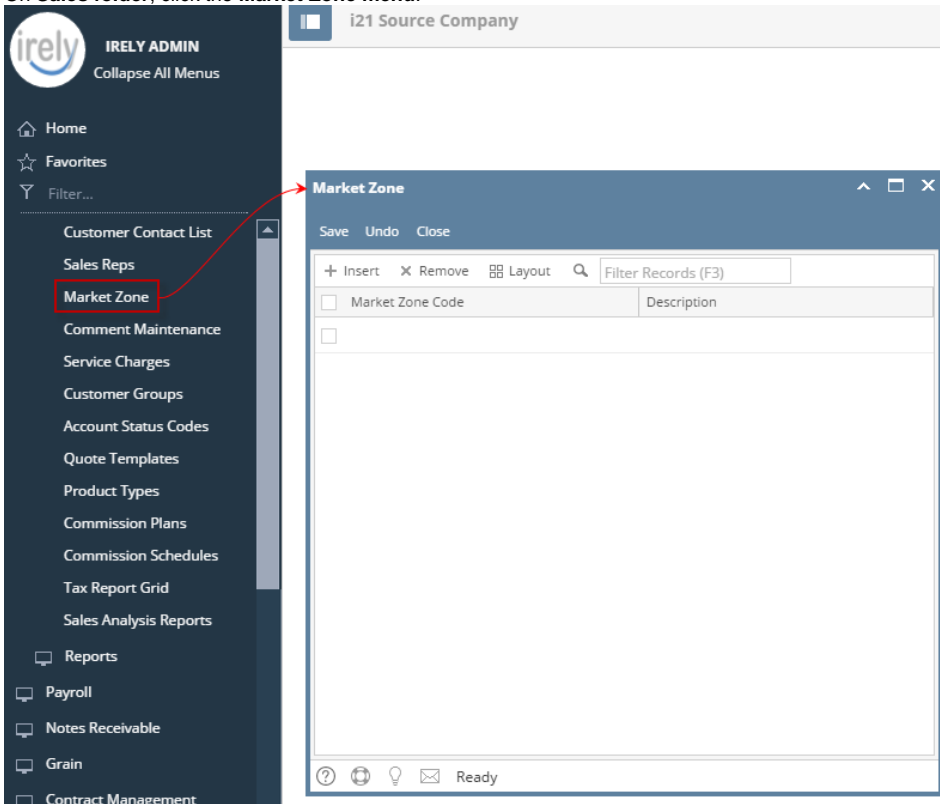 On Sales folder, click the Market Zone menu.
irely
IRELY ADMIN
Collapse All Menus
Home
Favorites
Filter...
Customer Contact List
Sales Reps
Market Zone
Comment Maintenance
Service Charges
Customer Groups
Account Status Codes
Quote Templates
Product Types
Commission Plans
Commission Schedules
Tax Report Grid
Sales Analysis Reports
Reports
Payroll
Notes Receivable
Grain
Contract Management
i21 Source Company
Market Zone
Save Undo Close
Insert Remove Layout Filter Records (F3)
Market Zone Code Description
Ready